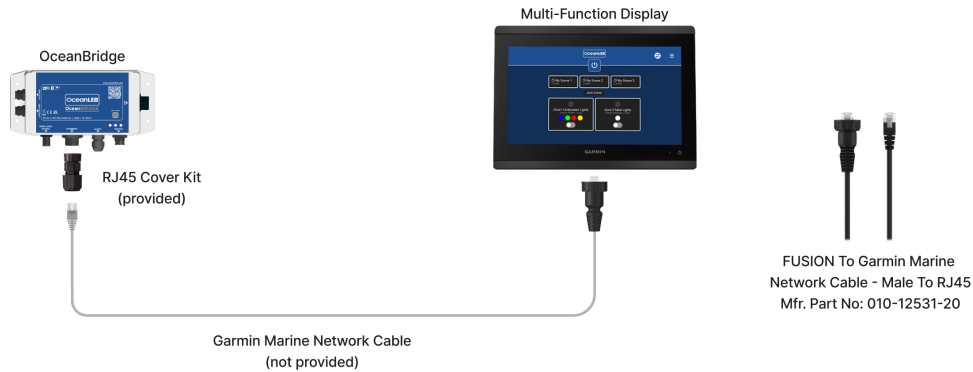 Multi-Function Display
OceanBridge
OceanLED
OceanBRIDGE
RJ45 Cover Kit
(provided)
OceanLED
My Scene 1
My Scene 2
My Scene 3
Zone1 Underwater Lights
Zone 2 Mast Lights
GARMIN
FUSION To Garmin Marine
Network Cable - Male To RJ45
Mfr. Part No: 010-12531-20
Garmin Marine Network Cable
(not provided)